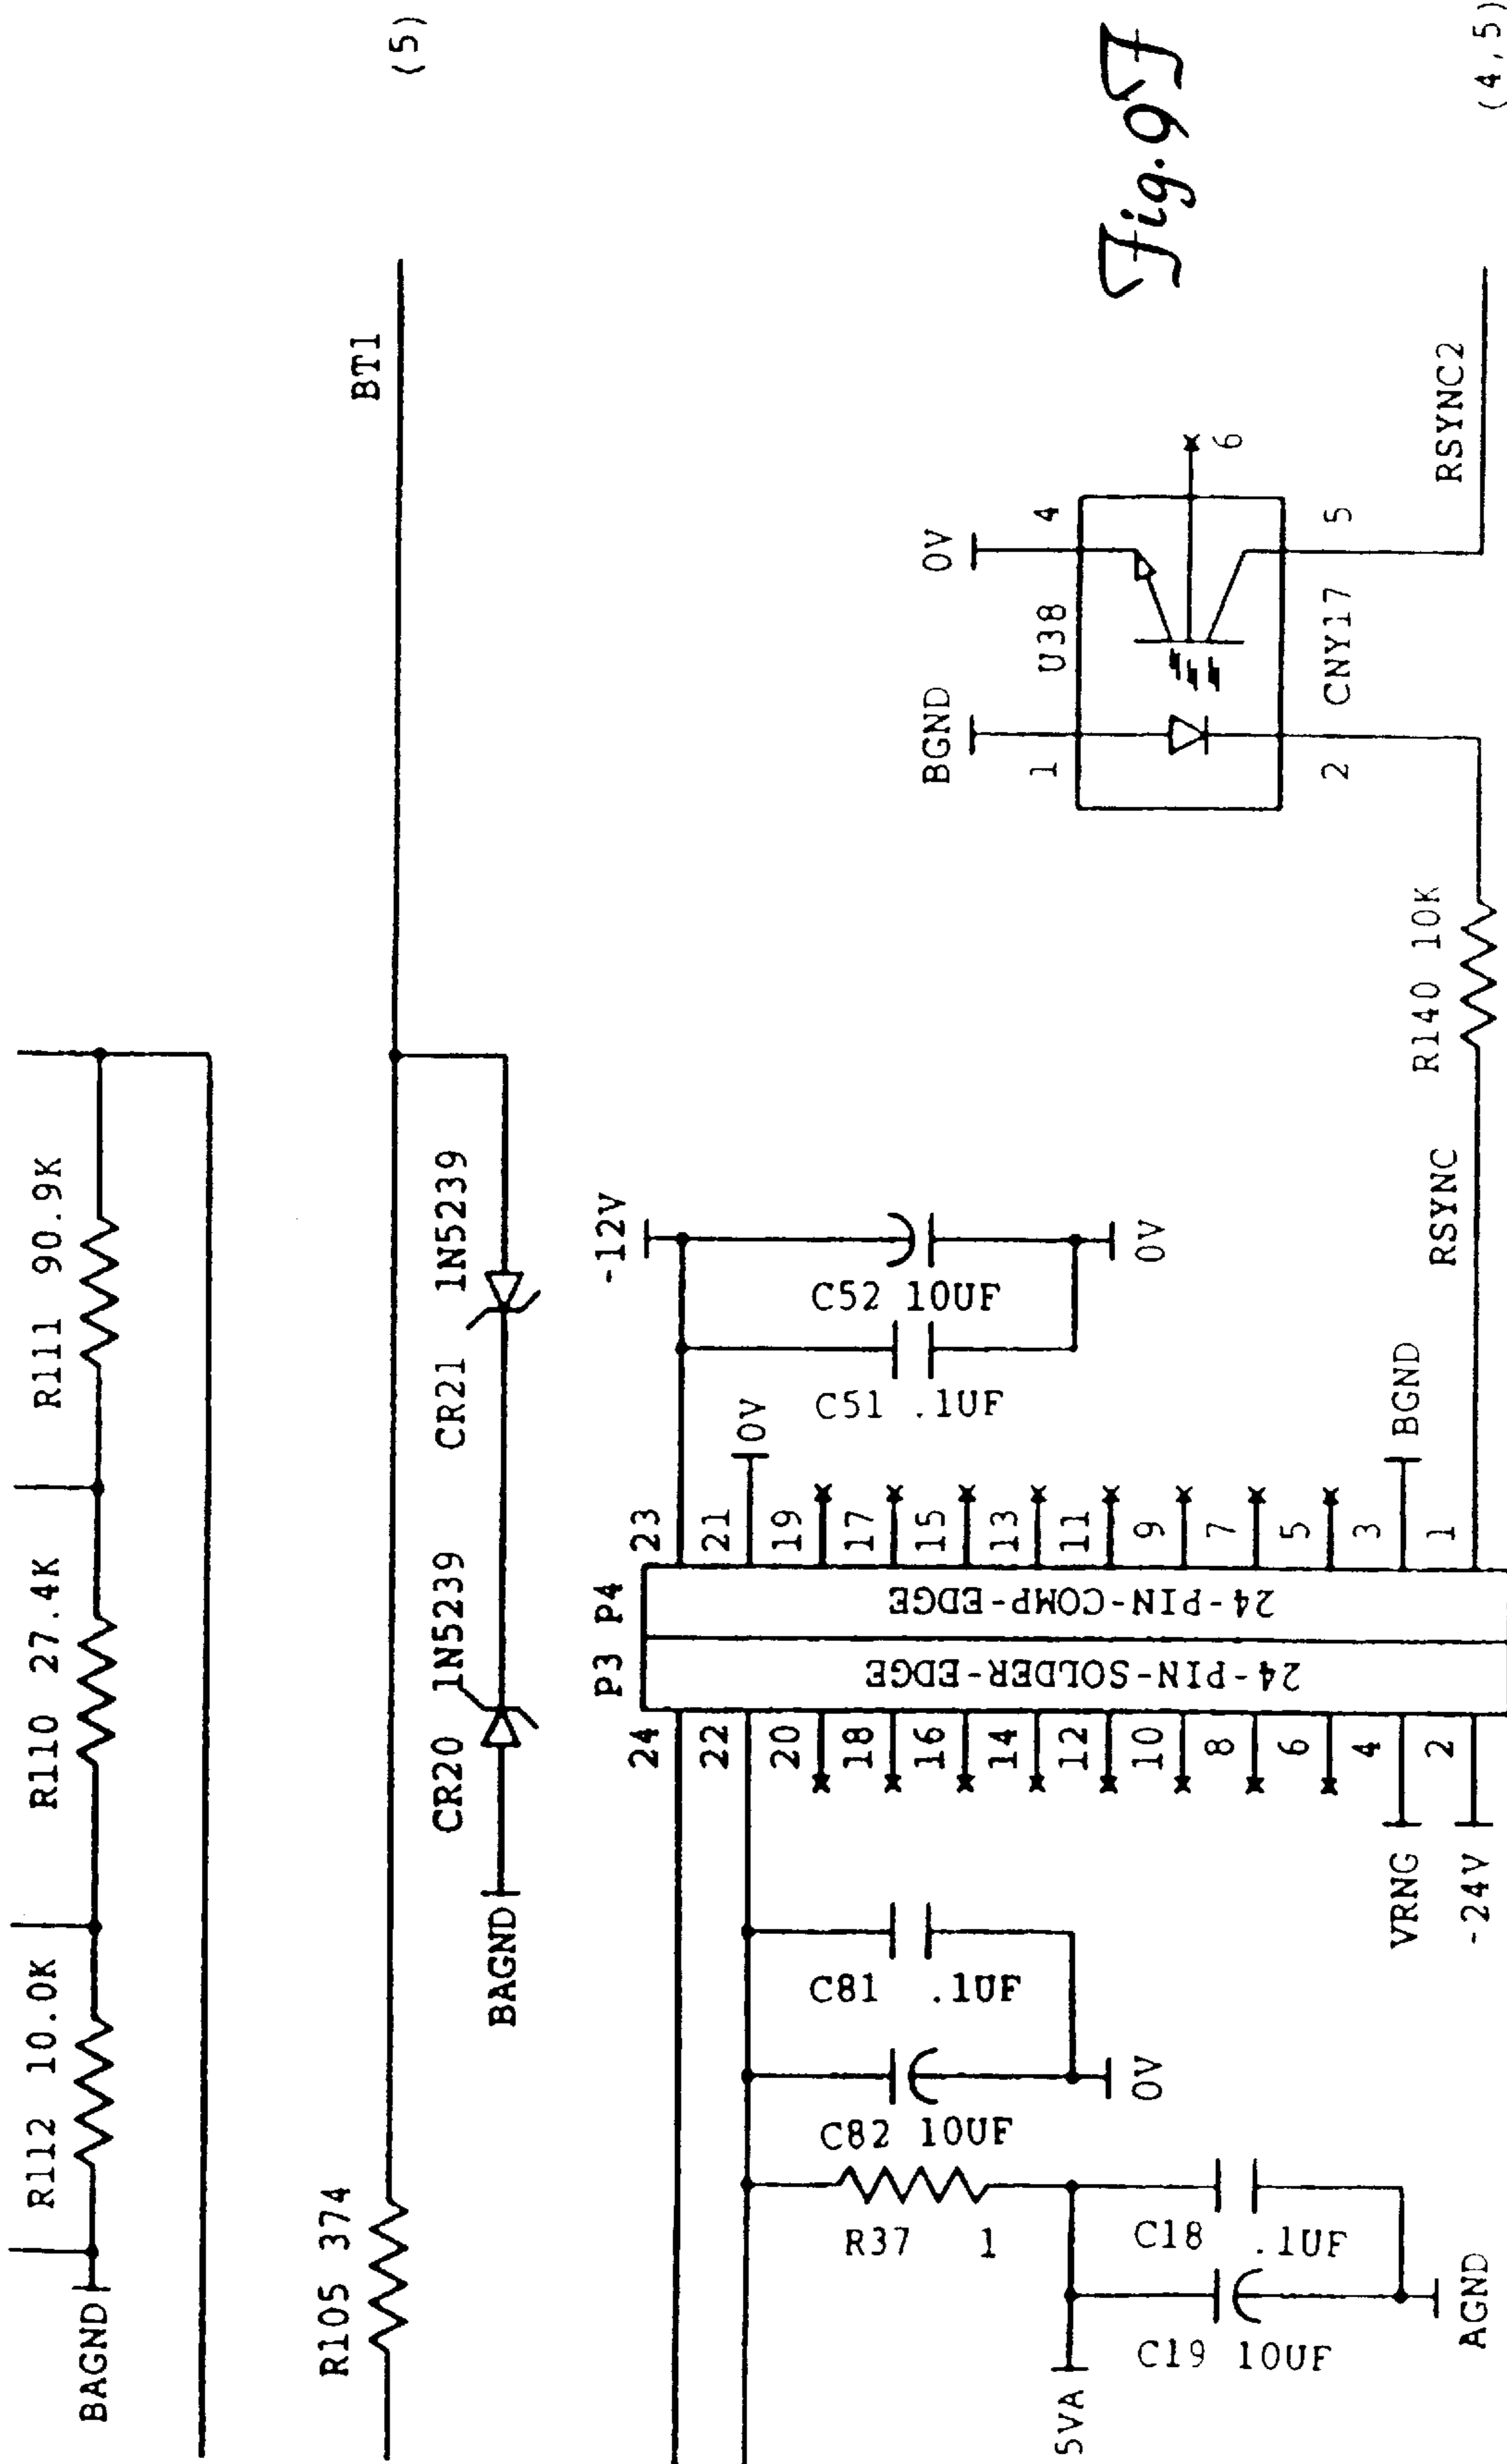 BAGND
R112 10.0K
R110 27.4K
R111 90.9K
R105 374
BT1
(5)
BAGND
CR20 1N5239
CR21 1N5239
5VA
C19 10UF
AGND
C18 .1UF
R37 1
C82 10UF
0V
C81 .1UF
VRNG
-24V
24
22
20
18
16
14
12
10
8
6
4
2
P3 P4
24-PIN-SOLDER-EDGE
24-PIN-COMP-EDGE
23
21
19
17
15
13
11
9
7
5
3
1
0V
BGND
-12V
C51 .1UF
C52 10UF
0V
RSYNC
R140 10K
BGND
0V
1
U38
4
6
2
CNY17
5
RSYNC2
(4,5)
Fig. 9F